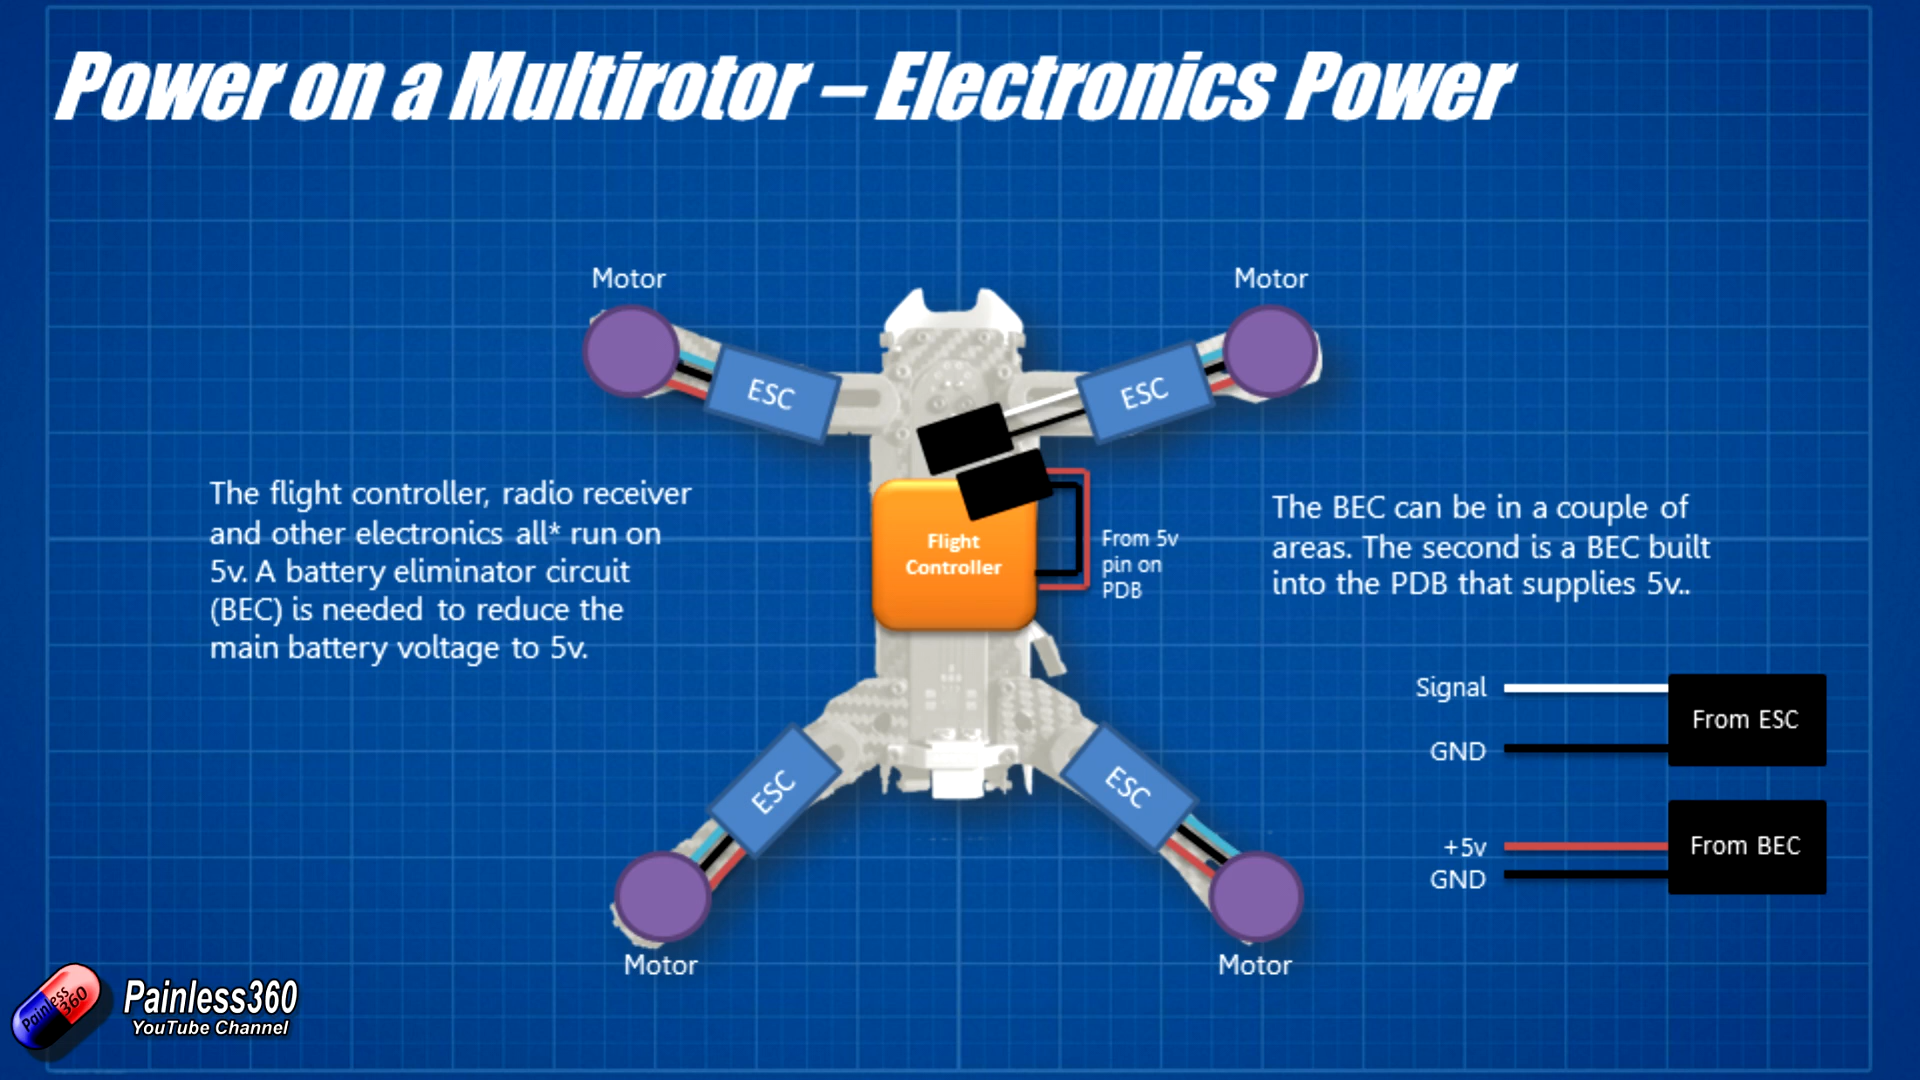 Power on a Multirotor – Electronics Power
Motor
Motor
ESC
ESC
The flight controller, radio receiver
and other electronics all* run on
5v. A battery eliminator circuit
(BEC) is needed to reduce the
main battery voltage to 5v.
Flight
Controller
From 5v
pin on
PDB
The BEC can be in a couple of
areas. The second is a BEC built
into the PDB that supplies 5v..
Signal
From ESC
GND
ESC
ESC
+5v
From BEC
GND
Motor
Motor
Painless
360
Painless360
YouTube Channel